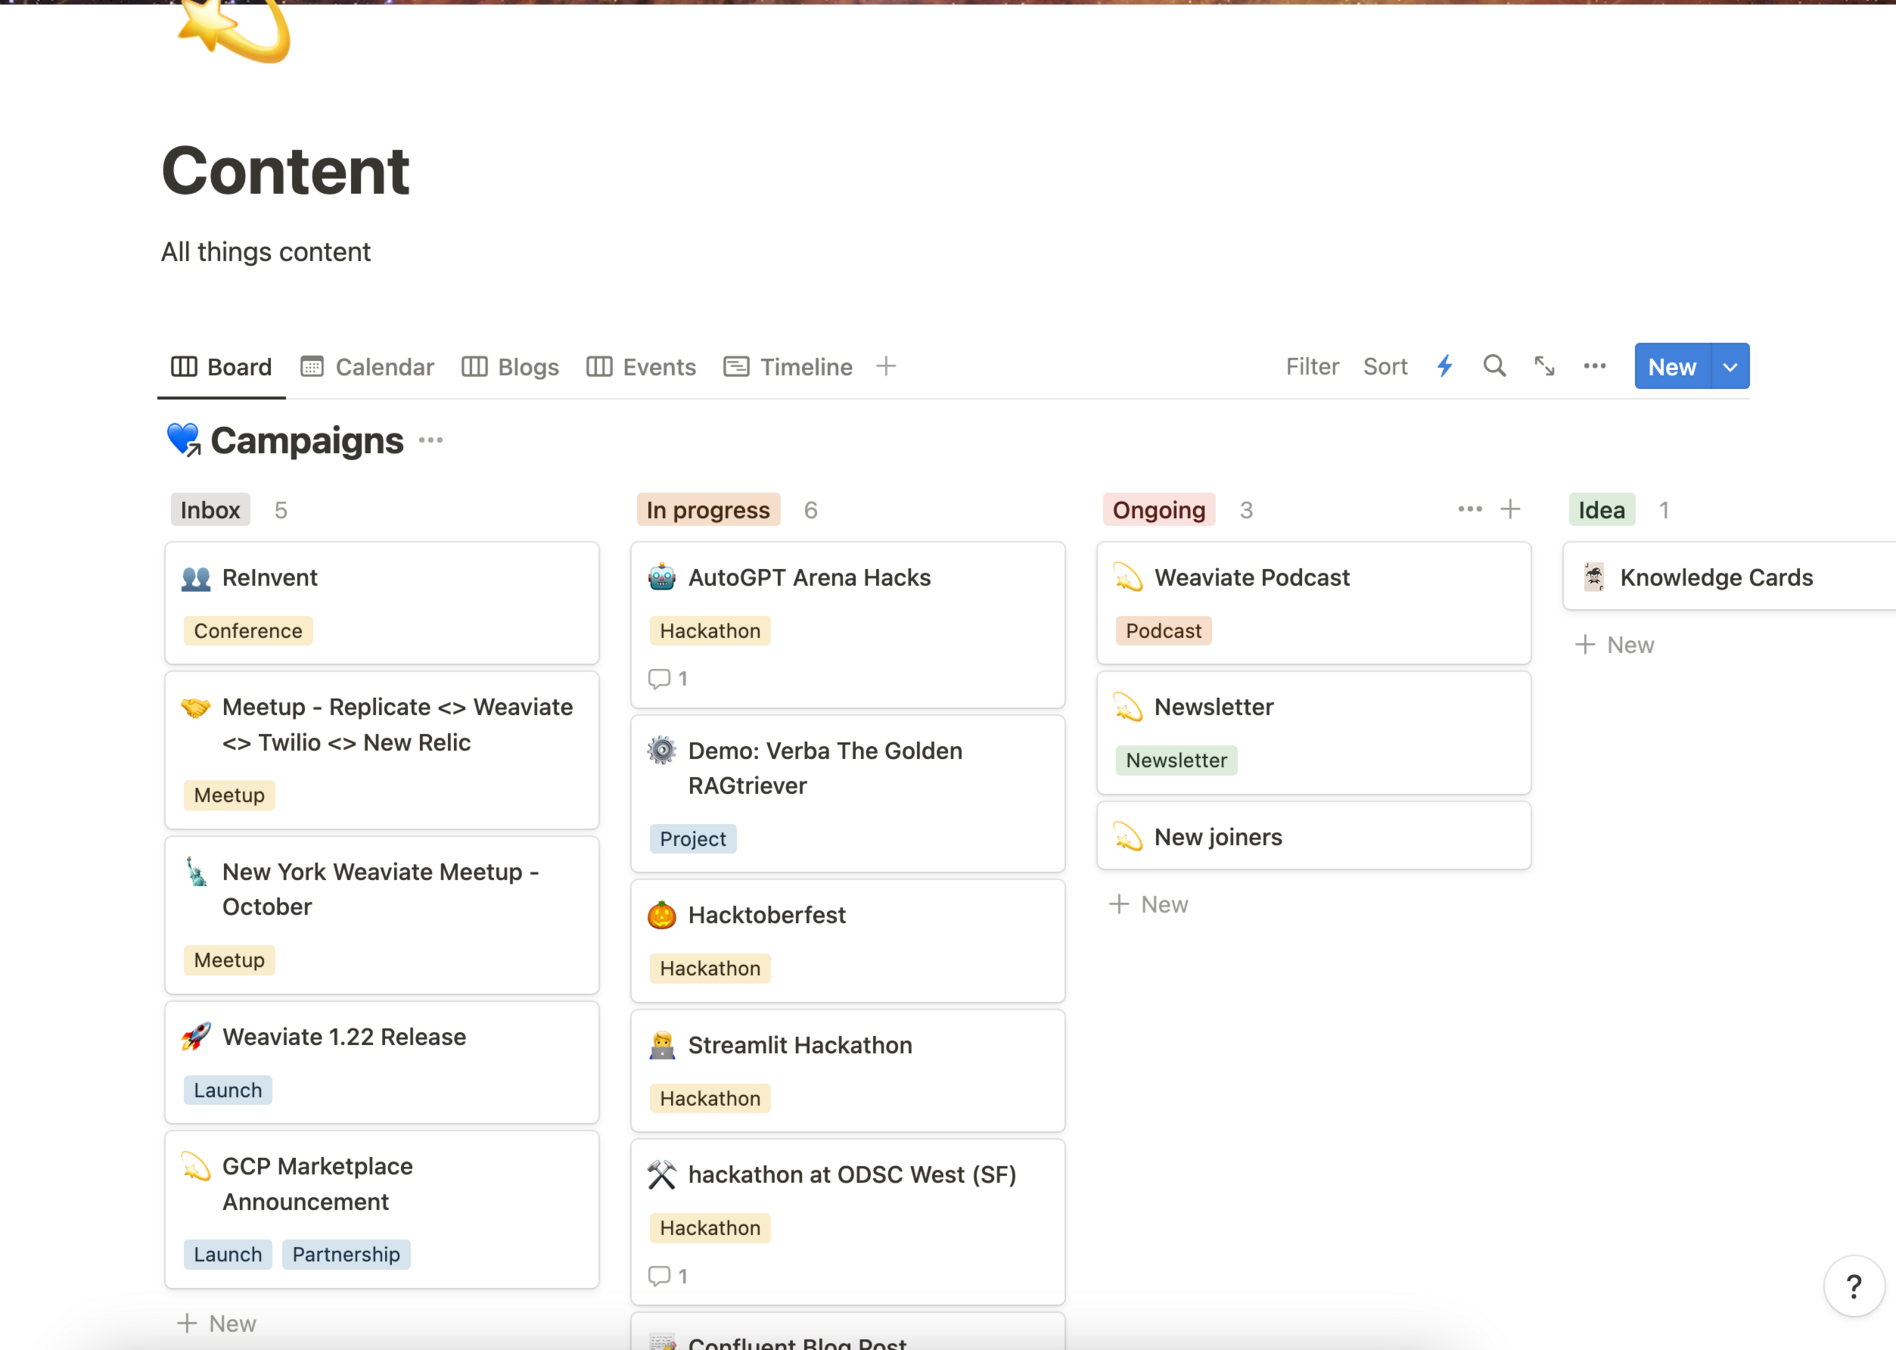 Content
All things content
Board Calendar Blogs Events Timeline
Filter Sort New
Campaigns
Inbox 5
ReInvent
Conference
Meetup - Replicate <> Weaviate
<> Twilio <> New Relic
Meetup
New York Weaviate Meetup -
October
Meetup
Weaviate 1.22 Release
Launch
GCP Marketplace
Announcement
Launch Partnership
+ New
In progress 6
AutoGPT Arena Hacks
Hackathon
1
Demo: Verba The Golden
RAGtriever
Project
Hacktoberfest
Hackathon
Streamlit Hackathon
Hackathon
hackathon at ODSC West (SF)
Hackathon
1
Confluent Blog Post
Ongoing 3
Weaviate Podcast
Podcast
Newsletter
Newsletter
New joiners
+ New
Idea 1
Knowledge Cards
+ New
?